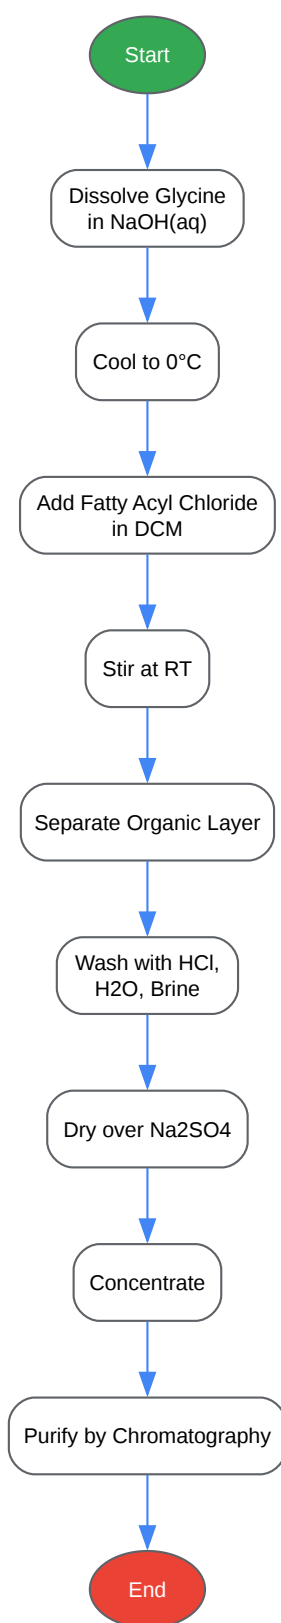 Start
Dissolve Glycine
in NaOH(aq)
Cool to 0°C
Add Fatty Acyl Chloride
in DCM
Stir at RT
Separate Organic Layer
Wash with HCl,
H2O, Brine
Dry over Na2SO4
Concentrate
Purify by Chromatography
End